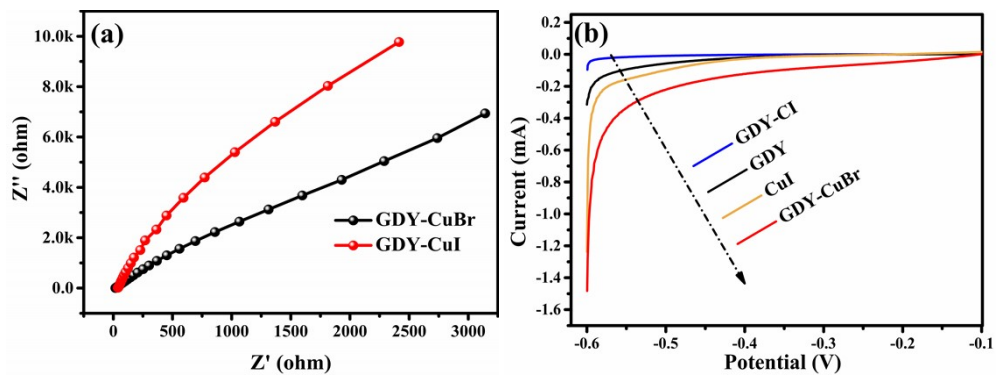 (a)
10.0k
8.0k
6.0k
4.0k
2.0k
0.0
Z'' (ohm)
GDY-CuBr
GDY-CuI
0
500
1000
1500
2000
2500
3000
Z' (ohm)
(b)
0.2
0.0
-0.2
-0.4
-0.6
-0.8
-1.0
-1.2
-1.4
-1.6
Current (mA)
GDY-CI
GDY
CuI
GDY-CuBr
-0.6
-0.5
-0.4
-0.3
-0.2
-0.1
Potential (V)